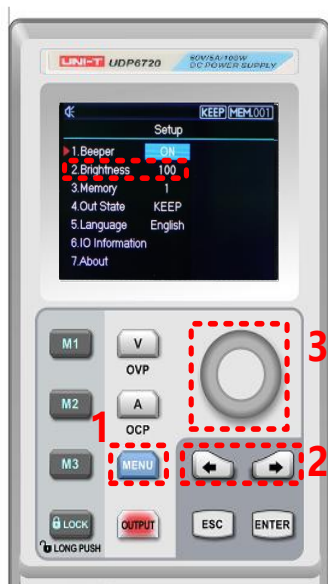 UNI-T UDP6720 60V/5A/100W
DC POWER SUPPLY
KEEP MEM.001
Setup
1.Beeper ON
2.Brightness 100
3.Memory 1
4.Out State KEEP
5.Language English
6.IO Information
7.About
M1 V 3
OVP
M2 A
1 OCP
M3 MENU 2
LOCK OUTPUT ESC ENTER
LONG PUSH